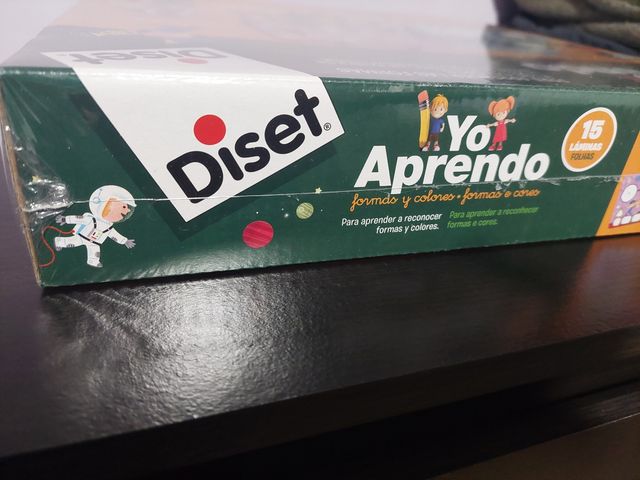 Diset
Diset®
Yo
Aprendo
formas y colores • formas e cores
Para aprender a reconocer
formas y colores.
Para aprender a reconhecer
formas e cores.
15
LÁMINAS
FOLHAS